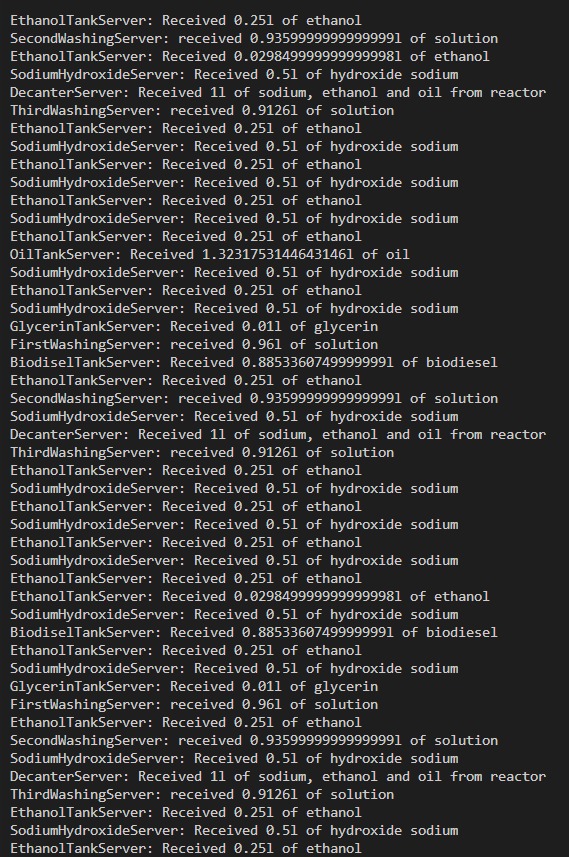 EthanolTankServer: Received 0.25l of ethanol
SecondWashingServer: received 0.9359999999999999l of solution
EthanolTankServer: Received 0.029849999999999998l of ethanol
SodiumHydroxideServer: Received 0.5l of hydroxide sodium
DecanterServer: Received 1l of sodium, ethanol and oil from reactor
ThirdWashingServer: received 0.9126l of solution
EthanolTankServer: Received 0.25l of ethanol
SodiumHydroxideServer: Received 0.5l of hydroxide sodium
EthanolTankServer: Received 0.25l of ethanol
SodiumHydroxideServer: Received 0.5l of hydroxide sodium
EthanolTankServer: Received 0.25l of ethanol
SodiumHydroxideServer: Received 0.5l of hydroxide sodium
EthanolTankServer: Received 0.25l of ethanol
OilTankServer: Received 1.3231753144643146l of oil
SodiumHydroxideServer: Received 0.5l of hydroxide sodium
EthanolTankServer: Received 0.25l of ethanol
SodiumHydroxideServer: Received 0.5l of hydroxide sodium
GlycerinTankServer: Received 0.01l of glycerin
FirstWashingServer: received 0.96l of solution
BiodiselTankServer: Received 0.8853360749999999l of biodiesel
EthanolTankServer: Received 0.25l of ethanol
SecondWashingServer: received 0.9359999999999999l of solution
SodiumHydroxideServer: Received 0.5l of hydroxide sodium
DecanterServer: Received 1l of sodium, ethanol and oil from reactor
ThirdWashingServer: received 0.9126l of solution
EthanolTankServer: Received 0.25l of ethanol
SodiumHydroxideServer: Received 0.5l of hydroxide sodium
EthanolTankServer: Received 0.25l of ethanol
SodiumHydroxideServer: Received 0.5l of hydroxide sodium
EthanolTankServer: Received 0.25l of ethanol
SodiumHydroxideServer: Received 0.5l of hydroxide sodium
EthanolTankServer: Received 0.25l of ethanol
EthanolTankServer: Received 0.029849999999999998l of ethanol
SodiumHydroxideServer: Received 0.5l of hydroxide sodium
BiodiselTankServer: Received 0.8853360749999999l of biodiesel
EthanolTankServer: Received 0.25l of ethanol
SodiumHydroxideServer: Received 0.5l of hydroxide sodium
GlycerinTankServer: Received 0.01l of glycerin
FirstWashingServer: received 0.96l of solution
EthanolTankServer: Received 0.25l of ethanol
SecondWashingServer: received 0.9359999999999999l of solution
SodiumHydroxideServer: Received 0.5l of hydroxide sodium
DecanterServer: Received 1l of sodium, ethanol and oil from reactor
ThirdWashingServer: received 0.9126l of solution
EthanolTankServer: Received 0.25l of ethanol
SodiumHydroxideServer: Received 0.5l of hydroxide sodium
EthanolTankServer: Received 0.25l of ethanol